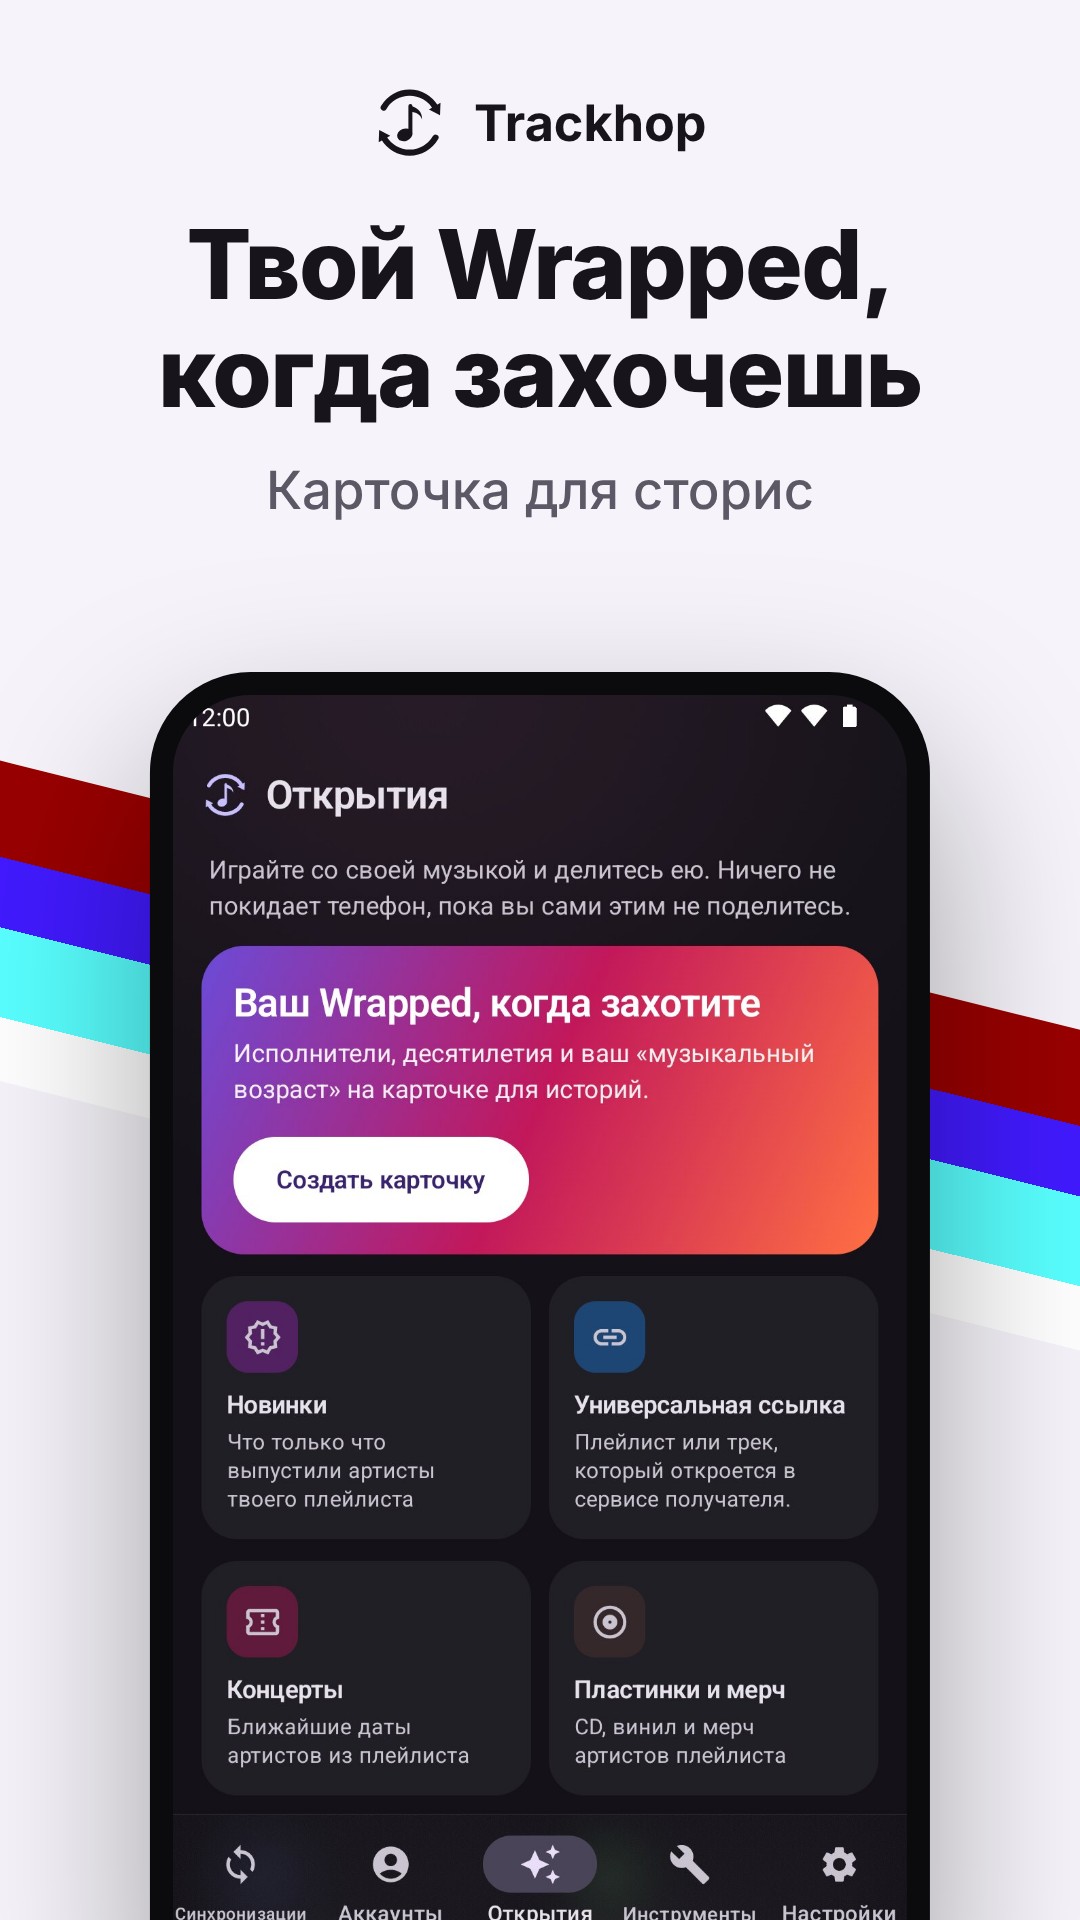 Trackhop
Твой Wrapped,
когда захочешь
Карточка для сторис
12:00
Открытия
Играйте со своей музыкой и делитесь ею. Ничего не
покидает телефон, пока вы сами этим не поделитесь.
Ваш Wrapped, когда захотите
Исполнители, десятилетия и ваш «музыкальный
возраст» на карточке для историй.
Создать карточку
Новинки
Что только что
выпустили артисты
твоего плейлиста
Универсальная ссылка
Плейлист или трек,
который откроется в
сервисе получателя.
Концерты
Ближайшие даты
артистов из плейлиста
Пластинки и мерч
CD, винил и мерч
артистов плейлиста
Синхронизации
Аккаунты
Открытия
Инструменты
Настройки